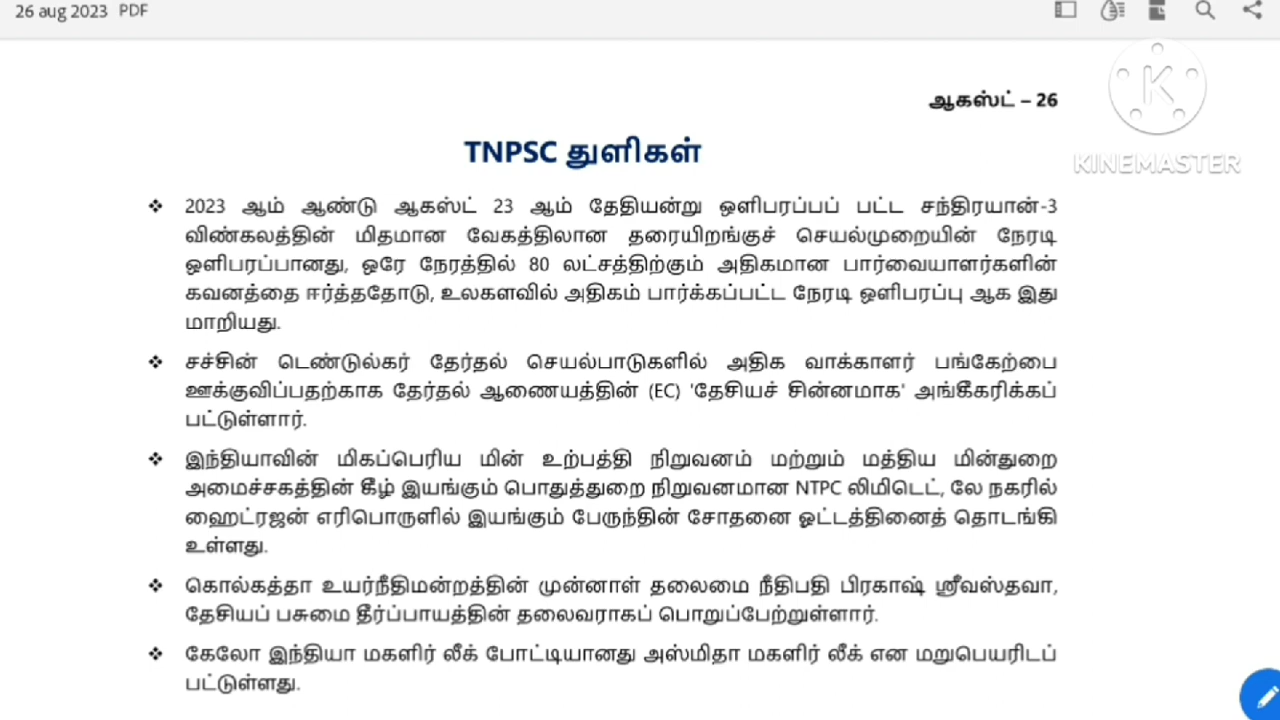 26 aug 2023 PDF
ஆகஸ்ட் – 26
KINEMASTER
TNPSC துளிகள்
❖ 2023 ஆம் ஆண்டு ஆகஸ்ட் 23 ஆம் தேதியன்று ஒளிபரப்பப் பட்ட சந்திரயான்-3
விண்கலத்தின் மிதமான வேகத்திலான தரையிறங்குச் செயல்முறையின் நேரடி
ஒளிபரப்பானது, ஒரே நேரத்தில் 80 லட்சத்திற்கும் அதிகமான பார்வையாளர்களின்
கவனத்தை ஈர்த்ததோடு, உலகளவில் அதிகம் பார்க்கப்பட்ட நேரடி ஒளிபரப்பு ஆக இது
மாறியது.
❖ சச்சின் டெண்டுல்கர் தேர்தல் செயல்பாடுகளில் அதிக வாக்காளர் பங்கேற்பை
ஊக்குவிப்பதற்காக தேர்தல் ஆணையத்தின் (EC) 'தேசியச் சின்னமாக' அங்கீகரிக்கப்
பட்டுள்ளார்.
❖ இந்தியாவின் மிகப்பெரிய மின் உற்பத்தி நிறுவனம் மற்றும் மத்திய மின்துறை
அமைச்சகத்தின் கீழ் இயங்கும் பொதுத்துறை நிறுவனமான NTPC லிமிடெட், லே நகரில்
ஹைட்ரஜன் எரிபொருளில் இயங்கும் பேருந்தின் சோதனை ஓட்டத்தினைத் தொடங்கி
உள்ளது.
❖ கொல்கத்தா உயர்நீதிமன்றத்தின் முன்னாள் தலைமை நீதிபதி பிரகாஷ் ஸ்ரீவஸ்தவா,
தேசியப் பசுமை தீர்ப்பாயத்தின் தலைவராகப் பொறுப்பேற்றுள்ளார்.
❖ கேலோ இந்தியா மகளிர் லீக் போட்டியானது அஸ்மிதா மகளிர் லீக் என மறுபெயரிடப்
பட்டுள்ளது.